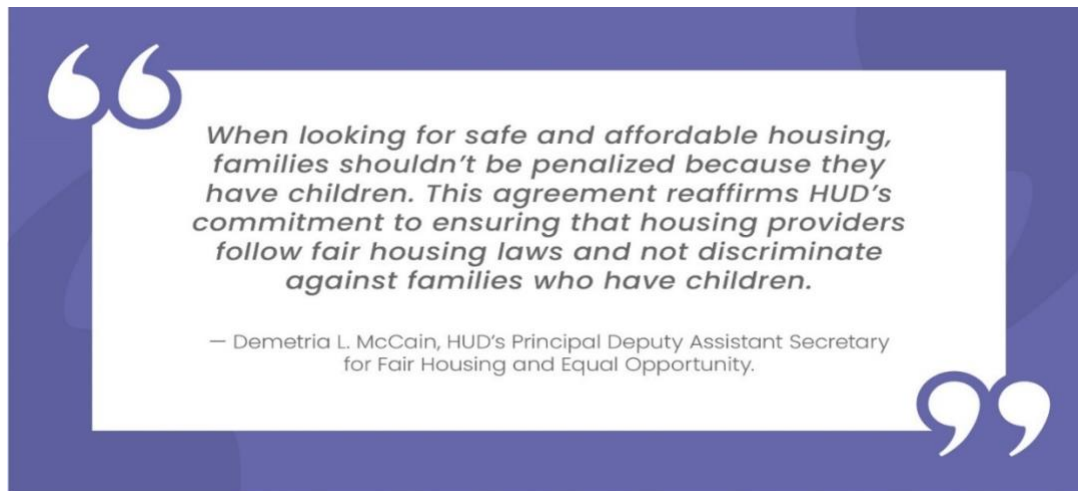 When looking for safe and affordable housing,
families shouldn’t be penalized because they
have children. This agreement reaffirms HUD’s
commitment to ensuring that housing providers
follow fair housing laws and not discriminate
against families who have children.
— Demetria L. McCain, HUD’s Principal Deputy Assistant Secretary
for Fair Housing and Equal Opportunity.